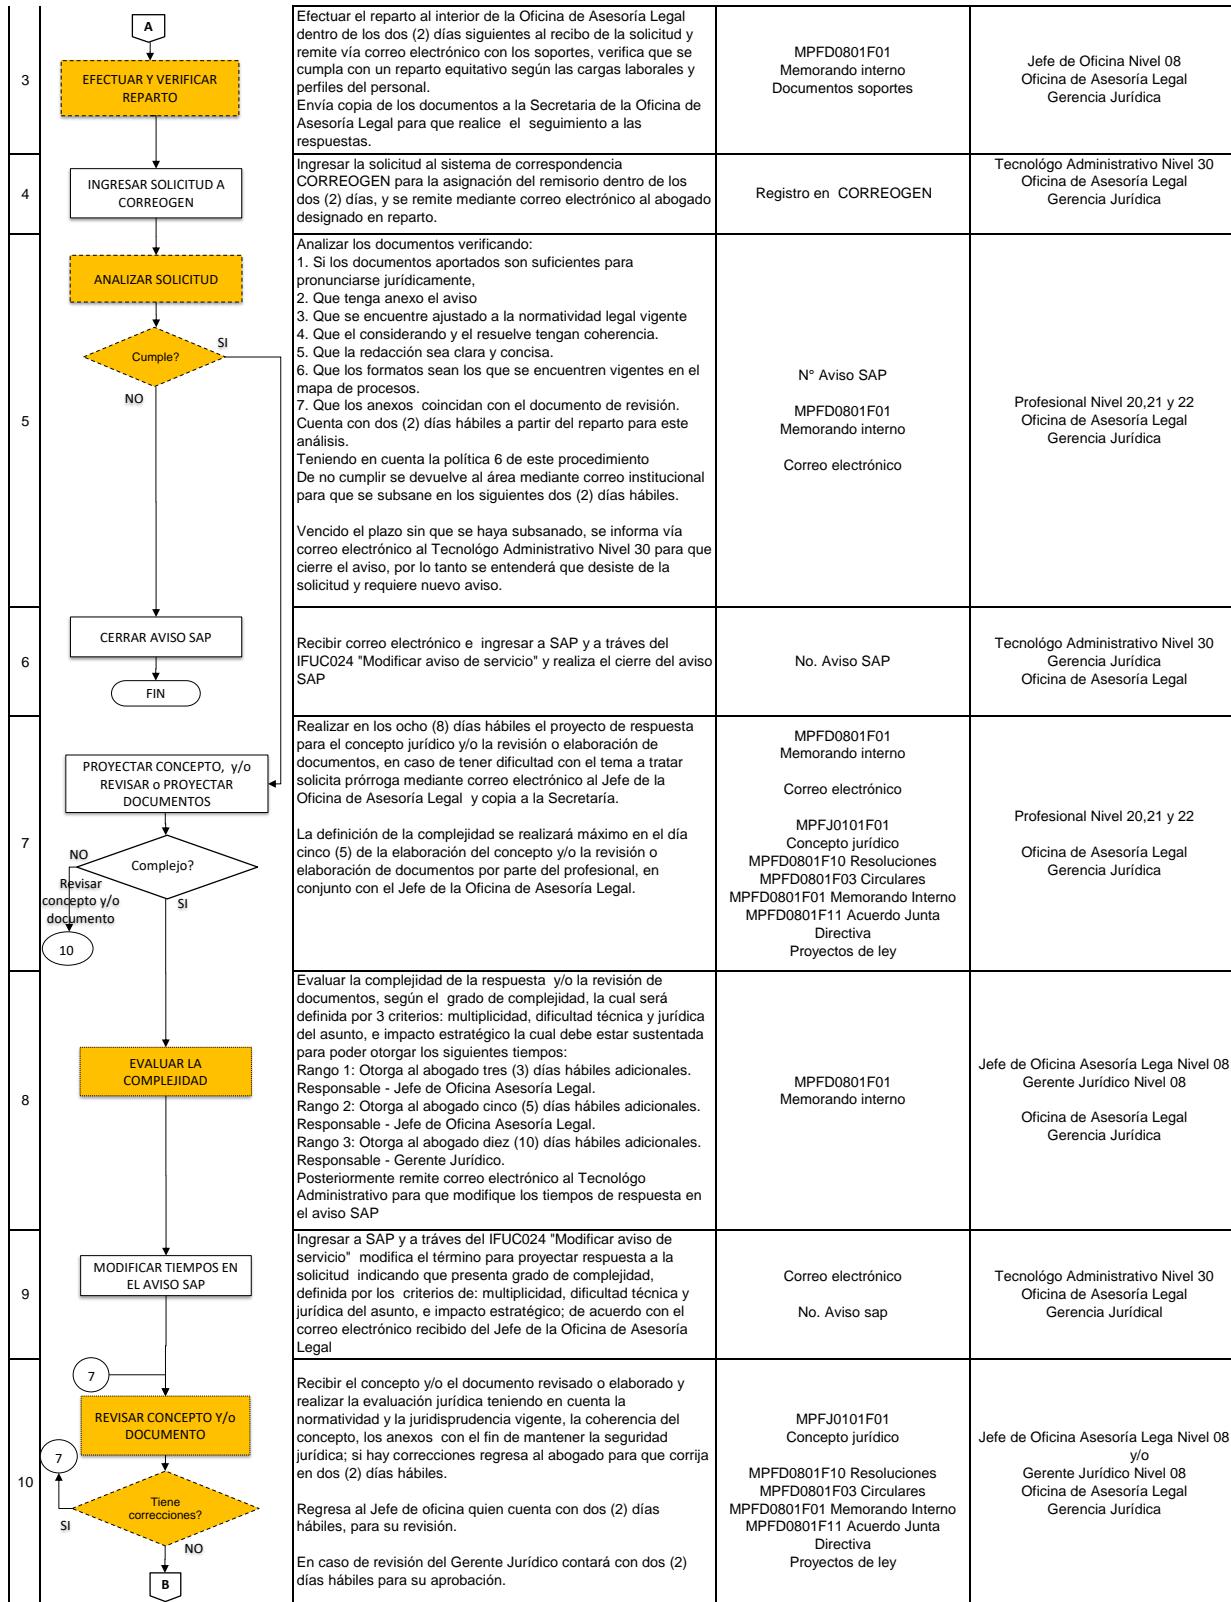 A
3
EFECTUAR Y VERIFICAR
REPARTO
Efectuar el reparto al interior de la Oficina de Asesoría Legal
dentro de los dos (2) días siguientes al recibo de la solicitud y
remite vía correo electrónico con los soportes, verifica que se
cumpla con un reparto equitativo según las cargas laborales y
perfiles del personal.
Envía copia de los documentos a la Secretaria de la Oficina de
Asesoría Legal para que realice el seguimiento a las
respuestas.
MPFD0801F01
Memorando interno
Documentos soportes
Jefe de Oficina Nivel 08
Oficina de Asesoría Legal
Gerencia Jurídica
4
INGRESAR SOLICITUD A
CORREOGEN
Ingresar la solicitud al sistema de correspondencia
CORREOGEN para la asignación del remisorio dentro de los
dos (2) días, y se remite mediante correo electrónico al abogado
designado en reparto.
Registro en CORREOGEN
Tecnológo Administrativo Nivel 30
Oficina de Asesoría Legal
Gerencia Jurídica
5
ANALIZAR SOLICITUD
Cumple?
SI
NO
Analizar los documentos verificando:
1. Si los documentos aportados son suficientes para
pronunciarse jurídicamente,
2. Que tenga anexo el aviso
3. Que se encuentre ajustado a la normatividad legal vigente
4. Que el considerando y el resuelve tengan coherencia.
5. Que la redacción sea clara y concisa.
6. Que los formatos sean los que se encuentren vigentes en el
mapa de procesos.
7. Que los anexos coincidan con el documento de revisión.
Cuenta con dos (2) días hábiles a partir del reparto para este
análisis.
Teniendo en cuenta la política 6 de este procedimiento
De no cumplir se devuelve al área mediante correo institucional
para que se subsane en los siguientes dos (2) días hábiles.
Vencido el plazo sin que se haya subsanado, se informa vía
correo electrónico al Tecnológo Administrativo Nivel 30 para que
cierre el aviso, por lo tanto se entenderá que desiste de la
solicitud y requiere nuevo aviso.
N° Aviso SAP
MPFD0801F01
Memorando interno
Correo electrónico
Profesional Nivel 20,21 y 22
Oficina de Asesoría Legal
Gerencia Jurídica
6
CERRAR AVISO SAP
FIN
Recibir correo electrónico e ingresar a SAP y a tráves del
IFUC024 "Modificar aviso de servicio" y realiza el cierre del aviso
SAP
No. Aviso SAP
Tecnológo Administrativo Nivel 30
Gerencia Jurídica
Oficina de Asesoría Legal
7
PROYECTAR CONCEPTO, y/o
REVISAR o PROYECTAR
DOCUMENTOS
Complejo?
NO
Revisar
concepto y/o
documento
SI
10
Realizar en los ocho (8) días hábiles el proyecto de respuesta
para el concepto jurídico y/o la revisión o elaboración de
documentos, en caso de tener dificultad con el tema a tratar
solicita prórroga mediante correo electrónico al Jefe de la
Oficina de Asesoría Legal y copia a la Secretaría.
La definición de la complejidad se realizará máximo en el día
cinco (5) de la elaboración del concepto y/o la revisión o
elaboración de documentos por parte del profesional, en
conjunto con el Jefe de la Oficina de Asesoría Legal.
MPFD0801F01
Memorando interno
Correo electrónico
MPFJ0101F01
Concepto jurídico
MPFD0801F10 Resoluciones
MPFD0801F03 Circulares
MPFD0801F01 Memorando Interno
MPFD0801F11 Acuerdo Junta
Directiva
Proyectos de ley
Profesional Nivel 20,21 y 22
Oficina de Asesoría Legal
Gerencia Jurídica
8
EVALUAR LA
COMPLEJIDAD
Evaluar la complejidad de la respuesta y/o la revisión de
documentos, según el grado de complejidad, la cual será
definida por 3 criterios: multiplicidad, dificultad técnica y jurídica
del asunto, e impacto estratégico la cual debe estar sustentada
para poder otorgar los siguientes tiempos:
Rango 1: Otorga al abogado tres (3) días hábiles adicionales.
Responsable - Jefe de Oficina Asesoría Legal.
Rango 2: Otorga al abogado cinco (5) días hábiles adicionales.
Responsable - Jefe de Oficina Asesoría Legal.
Rango 3: Otorga al abogado diez (10) días hábiles adicionales.
Responsable - Gerente Jurídico.
Posteriormente remite correo electrónico al Tecnológo
Administrativo para que modifique los tiempos de respuesta en
el aviso SAP
MPFD0801F01
Memorando interno
Jefe de Oficina Asesoría Lega Nivel 08
Gerente Jurídico Nivel 08
Oficina de Asesoría Legal
Gerencia Jurídica
9
MODIFICAR TIEMPOS EN
EL AVISO SAP
Ingresar a SAP y a tráves del IFUC024 "Modificar aviso de
servicio" modifica el término para proyectar respuesta a la
solicitud indicando que presenta grado de complejidad,
definida por los criterios de: multiplicidad, dificultad técnica y
jurídica del asunto, e impacto estratégico; de acuerdo con el
correo electrónico recibido del Jefe de la Oficina de Asesoría
Legal
Correo electrónico
No. Aviso sap
Tecnológo Administrativo Nivel 30
Oficina de Asesoría Legal
Gerencia Jurídical
10
7
REVISAR CONCEPTO Y/o
DOCUMENTO
7
Tiene
correcciones?
SI
NO
B
Recibir el concepto y/o el documento revisado o elaborado y
realizar la evaluación jurídica teniendo en cuenta la
normatividad y la juridisprudencia vigente, la coherencia del
concepto, los anexos con el fin de mantener la seguridad
jurídica; si hay correcciones regresa al abogado para que corrija
en dos (2) días hábiles.
Regresa al Jefe de oficina quien cuenta con dos (2) días
hábiles, para su revisión.
En caso de revisión del Gerente Jurídico contará con dos (2)
días hábiles para su aprobación.
MPFJ0101F01
Concepto jurídico
MPFD0801F10 Resoluciones
MPFD0801F03 Circulares
MPFD0801F01 Memorando Interno
MPFD0801F11 Acuerdo Junta
Directiva
Proyectos de ley
Jefe de Oficina Asesoría Lega Nivel 08
y/o
Gerente Jurídico Nivel 08
Oficina de Asesoría Legal
Gerencia Jurídica